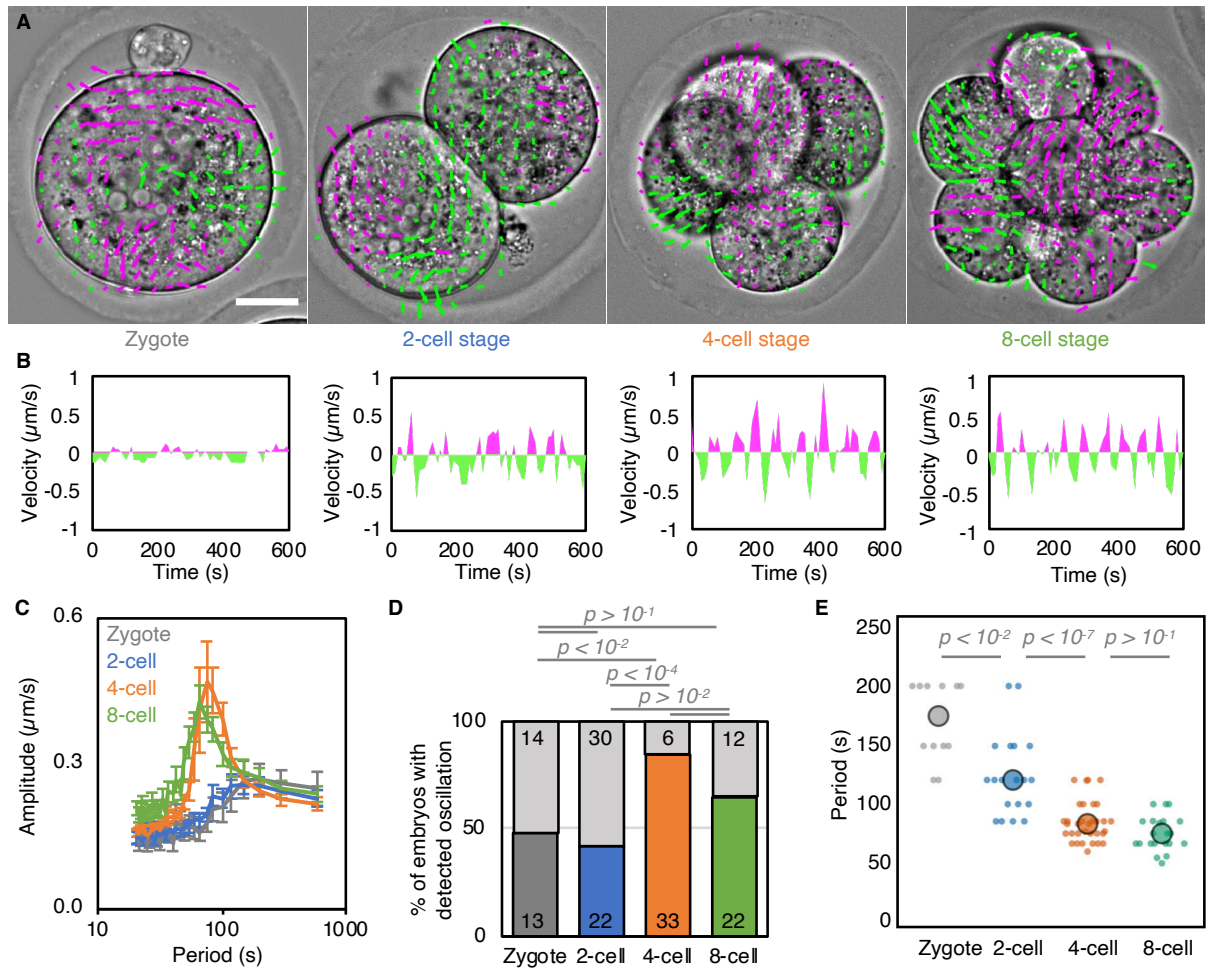 A
Zygote
2-cell stage
4-cell stage
8-cell stage
B
Velocity (µm/s)
1
0.5
0
-0.5
-1
0 200 400 600
Time (s)
Velocity (µm/s)
1
0.5
0
-0.5
-1
0 200 400 600
Time (s)
Velocity (µm/s)
1
0.5
0
-0.5
-1
0 200 400 600
Time (s)
Velocity (µm/s)
1
0.5
0
-0.5
-1
0 200 400 600
Time (s)
C
Amplitude (µm/s)
0.6
0.3
0.0
Zygote
2-cell
4-cell
8-cell
10 100 1000
Period (s)
D
p > 10⁻¹
p < 10⁻²
p < 10⁻⁴
p > 10⁻²
% of embryos with
detected oscillation
100
50
0
14 30 6 12
13 22 33 22
Zygote 2-cell 4-cell 8-cell
E
Period (s)
250
200
150
100
50
0
p < 10⁻² p < 10⁻⁷ p > 10⁻¹
Zygote 2-cell 4-cell 8-cell